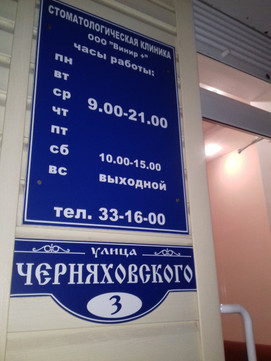 СТОМАТОЛОГИЧЕСКАЯ КЛИНИКА
ООО "Винир +"
часы работы:
пн
вт
ср 9.00-21.00
чт
пт
сб 10.00-15.00
вс выходной
тел. 33-16-00
улица
ЧЕРНЯХОВСКОГО
3